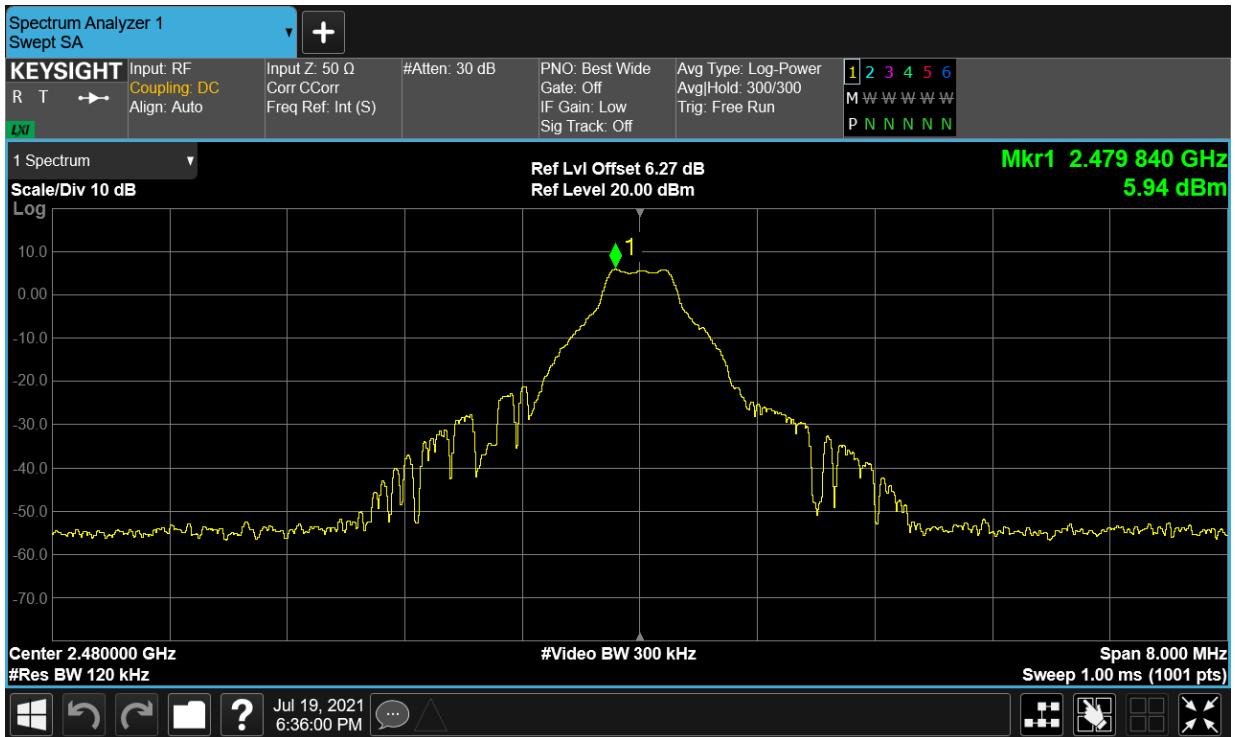 Spectrum Analyzer 1
Swept SA
KEYSIGHT
R T
LXI
Input: RF
Coupling: DC
Align: Auto
Input Z: 50 Ω
Corr CCorr
Freq Ref: Int (S)
#Atten: 30 dB
PNO: Best Wide
Gate: Off
IF Gain: Low
Sig Track: Off
Avg Type: Log-Power
Avg|Hold: 300/300
Trig: Free Run
1 2 3 4 5 6
M W W W W W
P N N N N N
1 Spectrum
Scale/Div 10 dB
Log
Ref Lvl Offset 6.27 dB
Ref Level 20.00 dBm
Mkr1 2.479 840 GHz
5.94 dBm
1
10.0
0.00
-10.0
-20.0
-30.0
-40.0
-50.0
-60.0
-70.0
Center 2.480000 GHz
#Res BW 120 kHz
#Video BW 300 kHz
Span 8.000 MHz
Sweep 1.00 ms (1001 pts)
?
Jul 19, 2021
6:36:00 PM